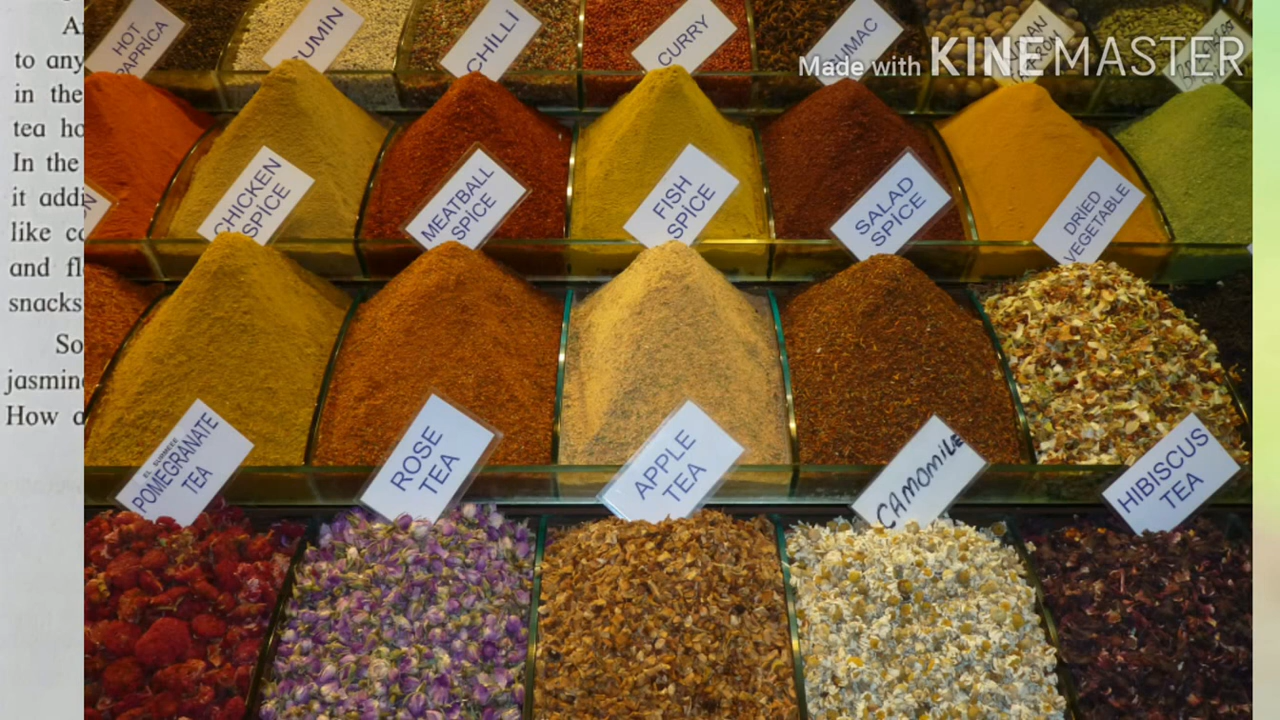 to any
in the
tea ho
In the
it addi
like co
and fl
snacks
So
jasmine
How a
HOT
PAPRICA
CUMIN
CHILLI
CURRY
SUMAC
Made with KINEMASTER
CHICKEN
SPICE
MEATBALL
SPICE
FISH
SPICE
SALAD
SPICE
DRIED
VEGETABLE
POMEGRANATE
TEA
ROSE
TEA
APPLE
TEA
CAMOMILE
HIBISCUS
TEA